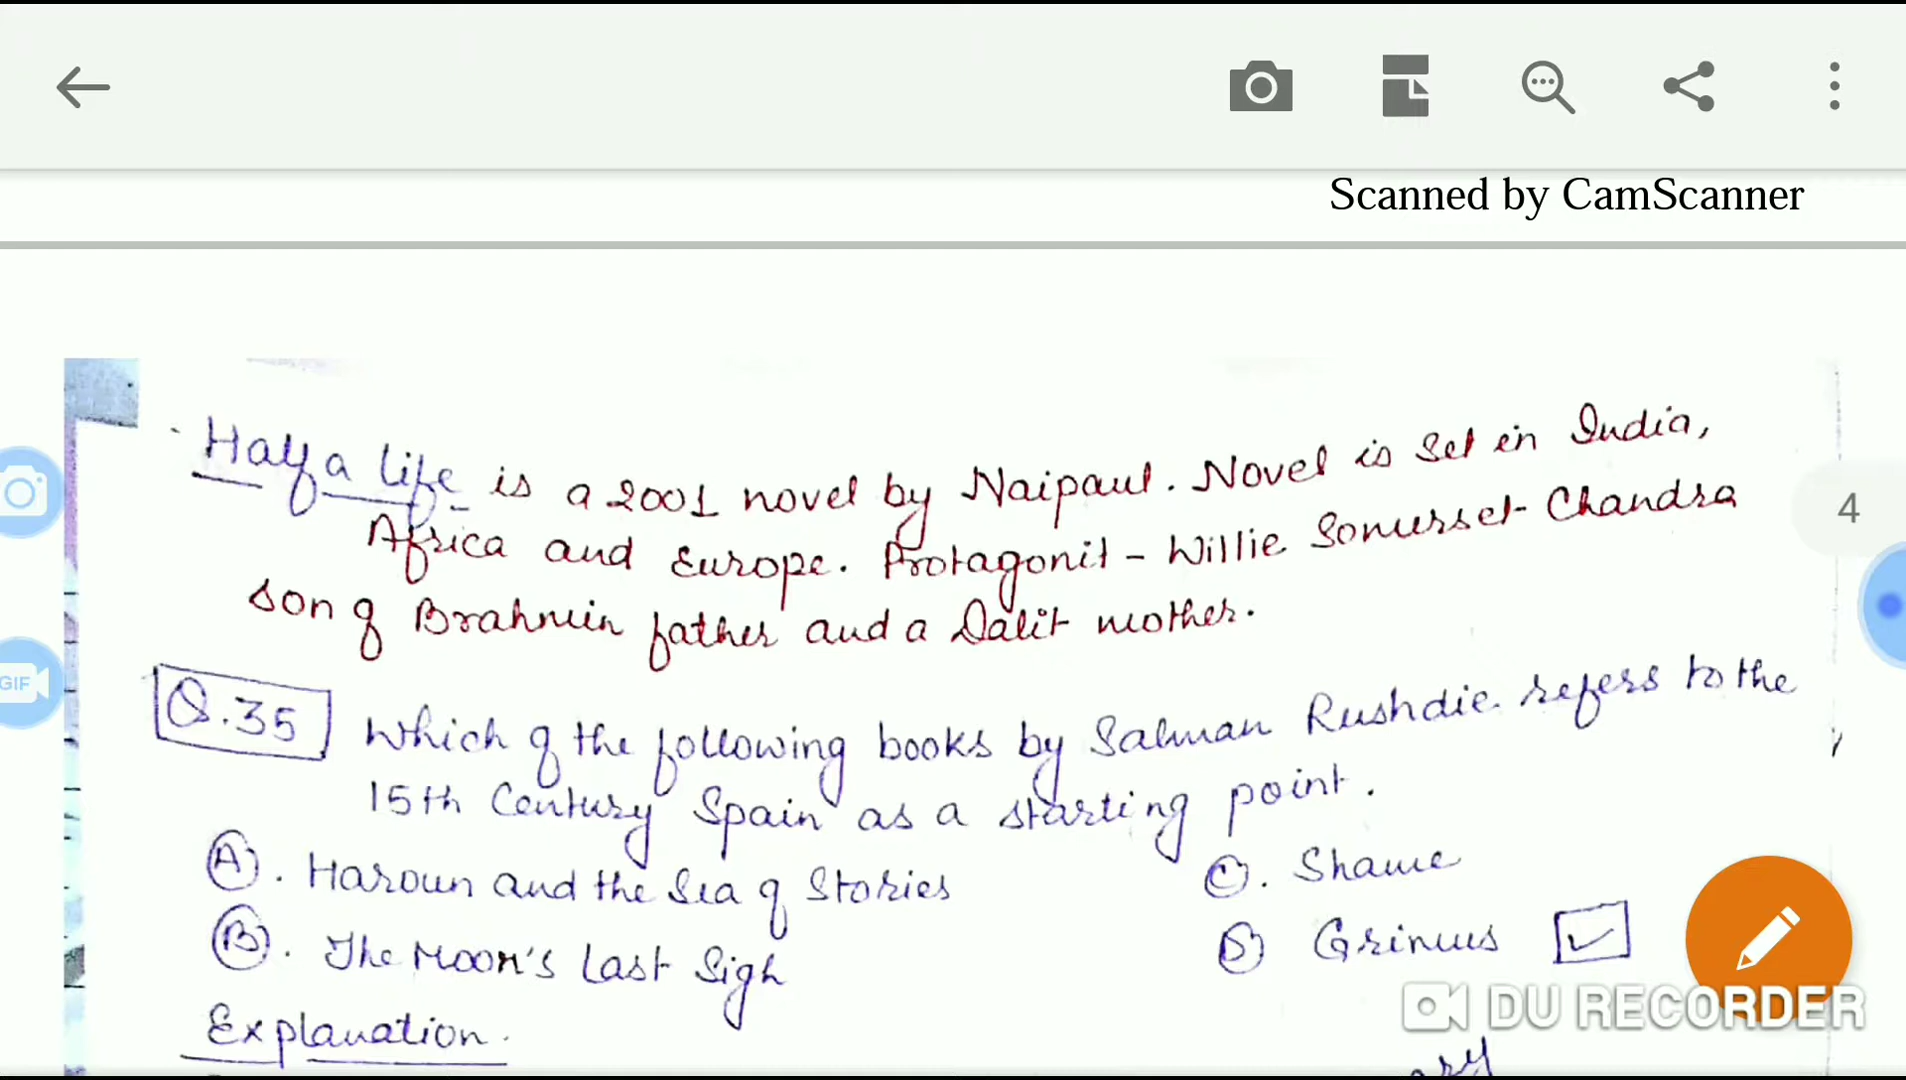 Scanned by CamScanner
Half a life is a 2001 novel by Naipaul. Novel is set in India,
4
Africa and Europe. Protagonit - Willie Somerset Chandra
son of Brahmin father and a Dalit mother.
GIF
Q.35 Which of the following books by Salman Rushdie refers to the
15th Century Spain as a starting point.
A. Haroun and the Sea of Stories
C. Shame
B. The Moor's Last Sigh
D Grimus
DU RECORDER
Explanation.